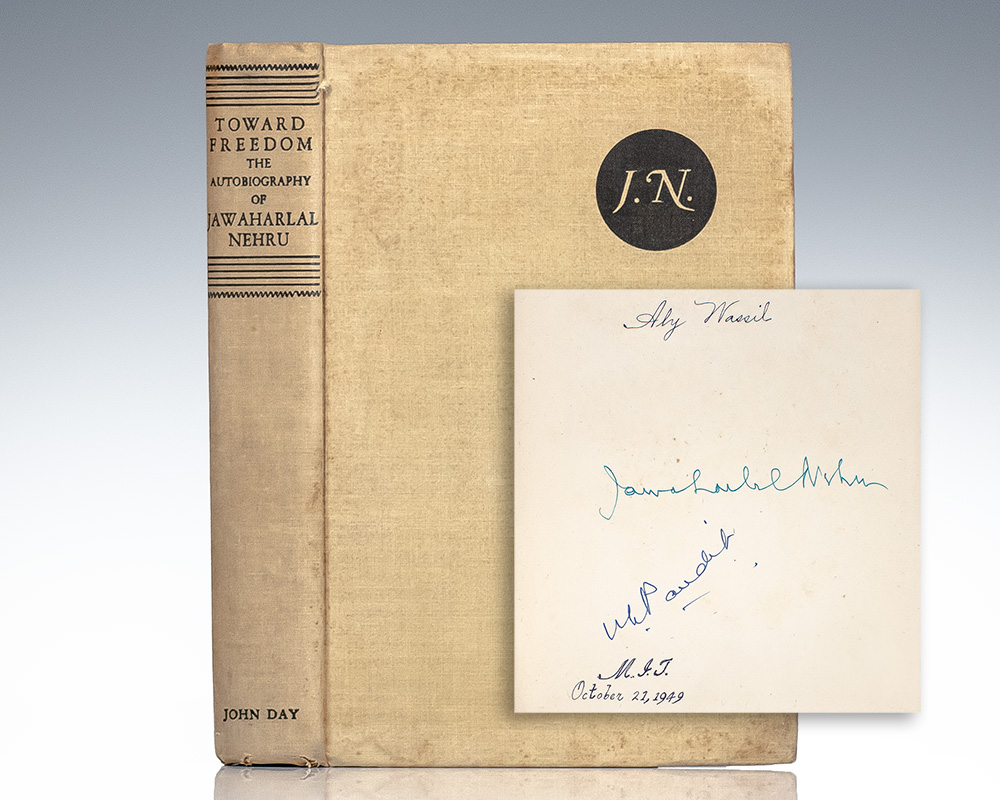 TOWARD
FREEDOM
THE
AUTOBIOGRAPHY
OF
JAWAHARLAL
NEHRU
JOHN DAY
J.N.
Aly Wassil
Jawaharlal Nehru
Pandit
M.I.T.
October 21, 1949